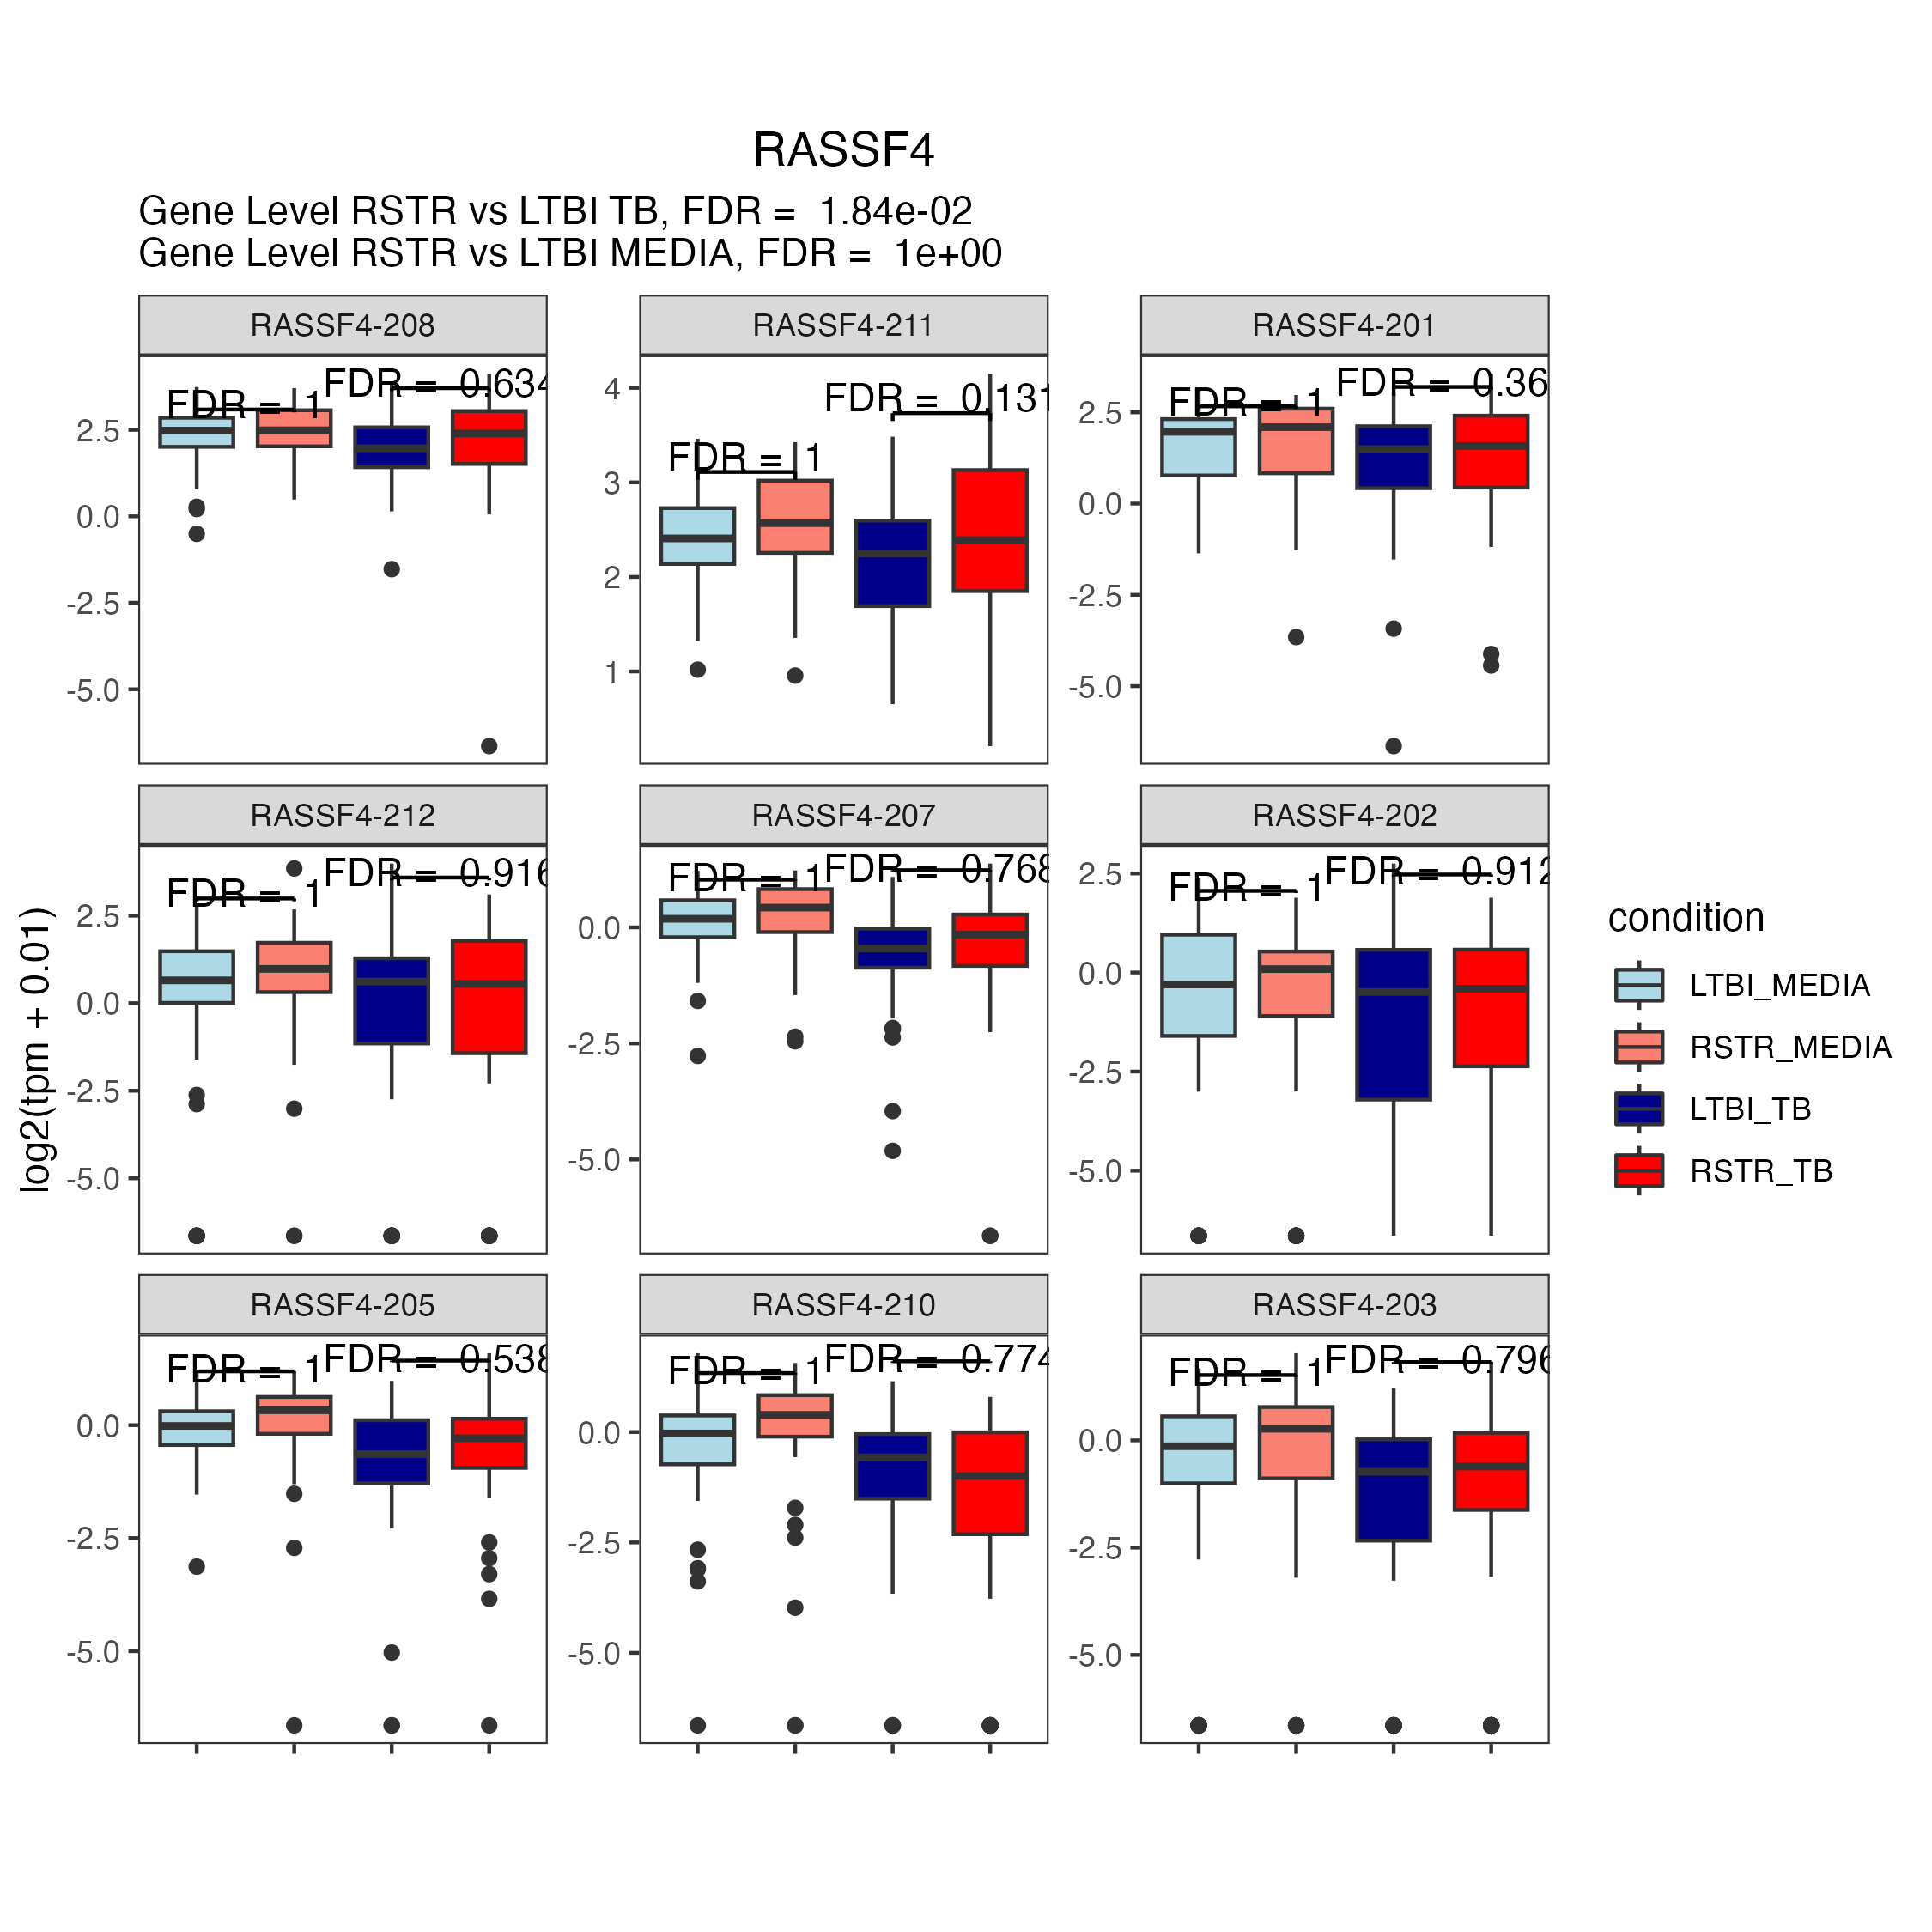 RASSF4
Gene Level RSTR vs LTBI TB, FDR = 1.84e-02
Gene Level RSTR vs LTBI MEDIA, FDR = 1e+00
RASSF4-208
FDR = 1
FDR = 0.634
2.5
0.0
-2.5
-5.0
RASSF4-211
FDR = 1
FDR = 0.131
4
3
2
1
RASSF4-201
FDR = 1
FDR = 0.36
2.5
0.0
-2.5
-5.0
RASSF4-212
FDR = 1
FDR = 0.916
2.5
0.0
-2.5
-5.0
RASSF4-207
FDR = 1
FDR = 0.768
0.0
-2.5
-5.0
RASSF4-202
FDR = 1
FDR = 0.912
2.5
0.0
-2.5
-5.0
RASSF4-205
FDR = 1
FDR = 0.538
0.0
-2.5
-5.0
RASSF4-210
FDR = 1
FDR = 0.774
0.0
-2.5
-5.0
RASSF4-203
FDR = 1
FDR = 0.796
0.0
-2.5
-5.0
log2(tpm + 0.01)
condition
LTBI_MEDIA
RSTR_MEDIA
LTBI_TB
RSTR_TB